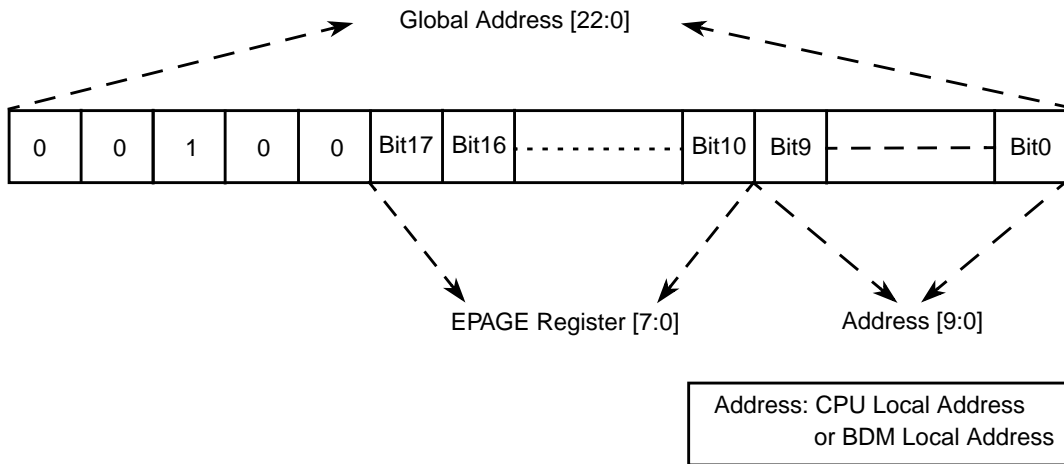 Global Address [22:0]
0 0 1 0 0 Bit17 Bit16 Bit10 Bit9 Bit0
EPAGE Register [7:0] Address [9:0]
Address: CPU Local Address
or BDM Local Address